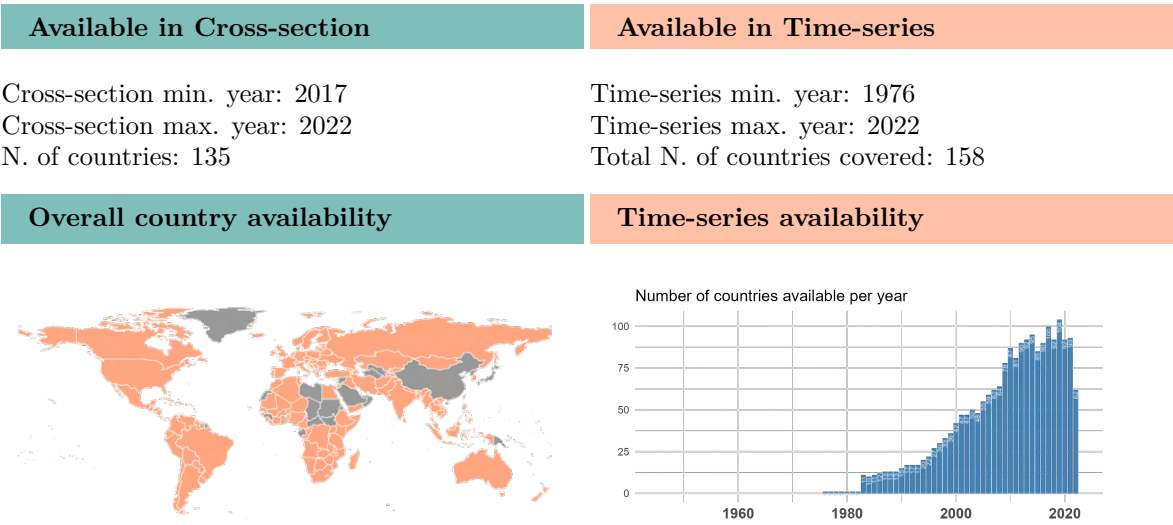 Available in Cross-section
Available in Time-series
Cross-section min. year: 2017
Cross-section max. year: 2022
N. of countries: 135
Time-series min. year: 1976
Time-series max. year: 2022
Total N. of countries covered: 158
Overall country availability
Time-series availability
Number of countries available per year
100
75
50
25
0
1960 1980 2000 2020